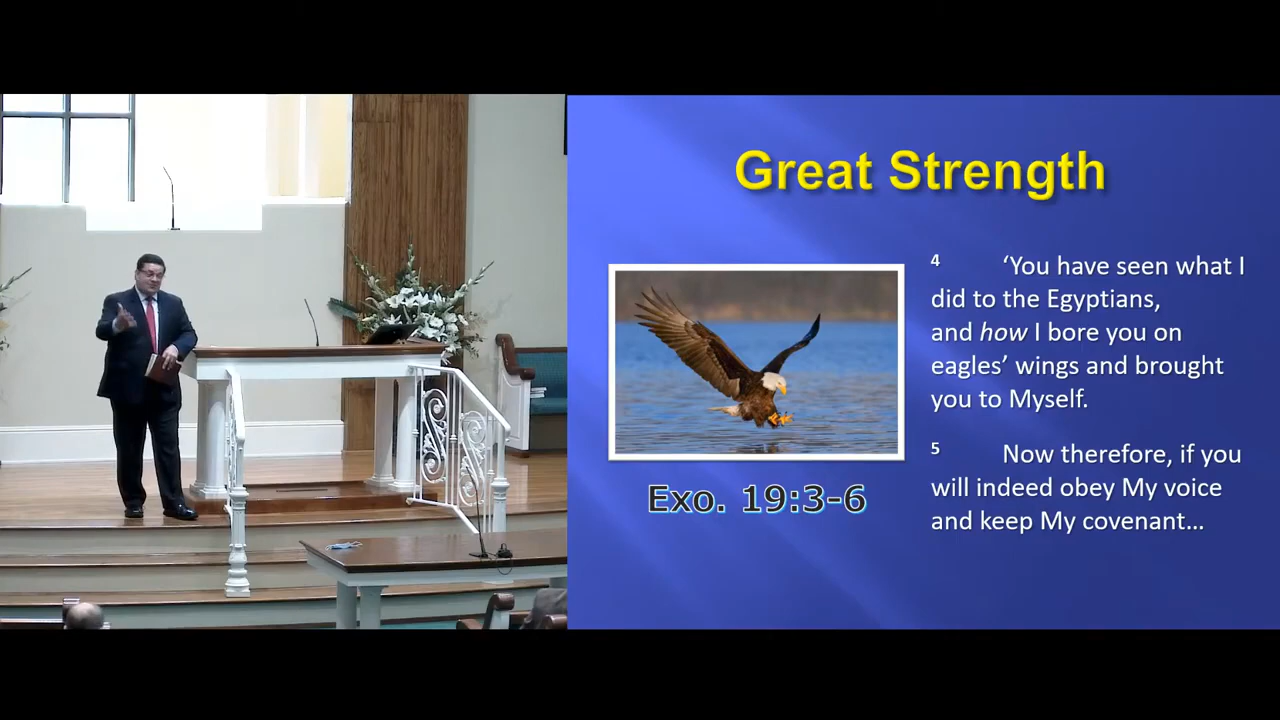 Great Strength
4 ‘You have seen what I
did to the Egyptians,
and how I bore you on
eagles’ wings and brought
you to Myself.
5 Now therefore, if you
will indeed obey My voice
and keep My covenant…
Exo. 19:3-6